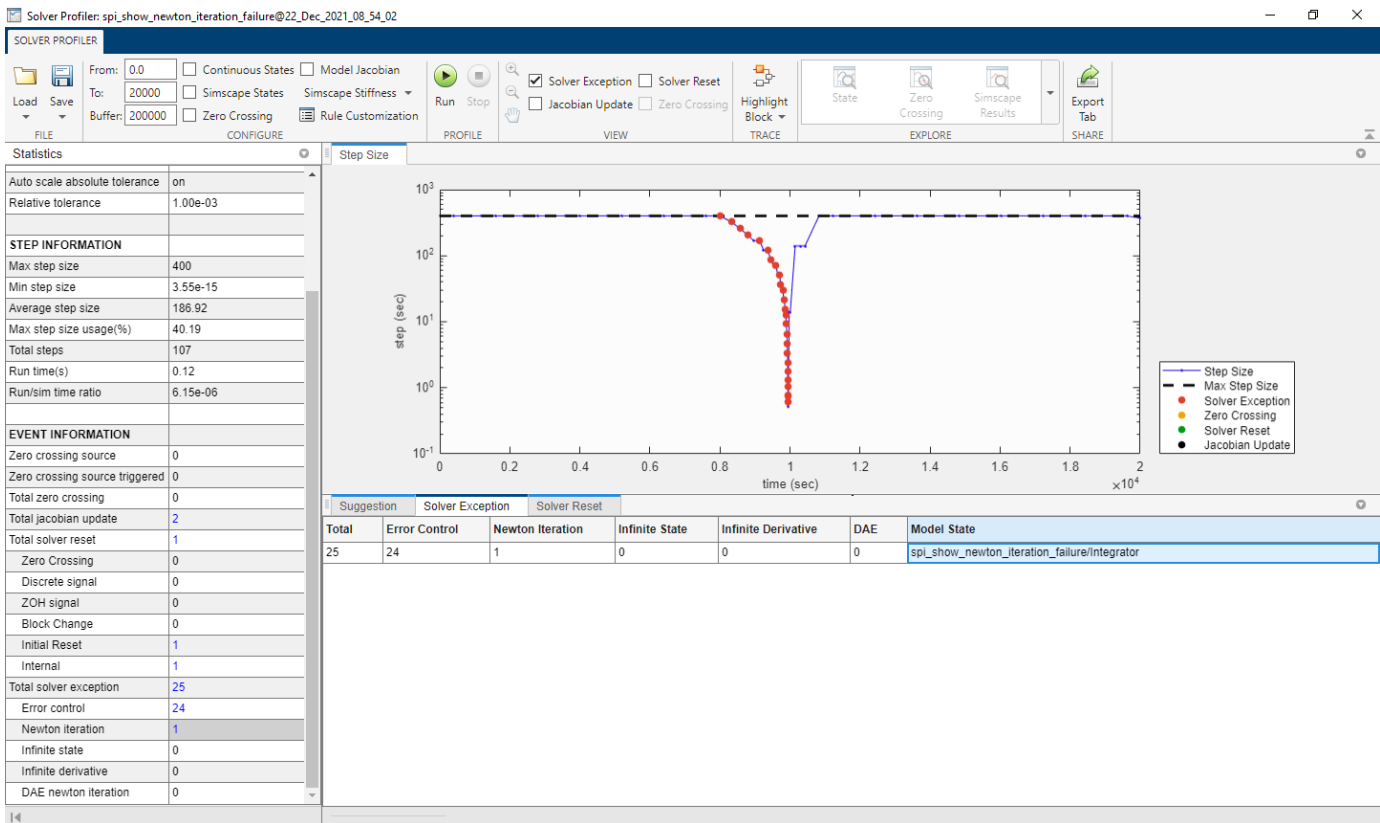 Solver Profiler: spi_show_newton_iteration_failure@22_Dec_2021_08_54_02
SOLVER PROFILER
Load
Save
FILE
From: 0.0
To: 20000
Buffer: 200000
Continuous States
Model Jacobian
Simscape States
Simscape Stiffness
Zero Crossing
Rule Customization
CONFIGURE
Run
Stop
PROFILE
Solver Exception
Solver Reset
Jacobian Update
Zero Crossing
VIEW
Highlight
Block
TRACE
State
Zero
Crossing
Simscape
Results
EXPLORE
Export
Tab
SHARE
Statistics
Auto scale absolute tolerance on
Relative tolerance 1.00e-03
STEP INFORMATION
Max step size 400
Min step size 3.55e-15
Average step size 186.92
Max step size usage(%) 40.19
Total steps 107
Run time(s) 0.12
Run/sim time ratio 6.15e-06
EVENT INFORMATION
Zero crossing source 0
Zero crossing source triggered 0
Total zero crossing 0
Total jacobian update 2
Total solver reset 1
Zero Crossing 0
Discrete signal 0
ZOH signal 0
Block Change 0
Initial Reset 1
Internal 1
Total solver exception 25
Error control 24
Newton iteration 1
Infinite state 0
Infinite derivative 0
DAE newton iteration 0
Step Size
10³
10²
10¹
10⁰
10⁻¹
step (sec)
0 0.2 0.4 0.6 0.8 1 1.2 1.4 1.6 1.8 2
time (sec)
×10⁴
Step Size
Max Step Size
Solver Exception
Zero Crossing
Solver Reset
Jacobian Update
Suggestion Solver Exception Solver Reset
Total Error Control Newton Iteration Infinite State Infinite Derivative DAE Model State
25 24 1 0 0 0 spi_show_newton_iteration_failure/Integrator